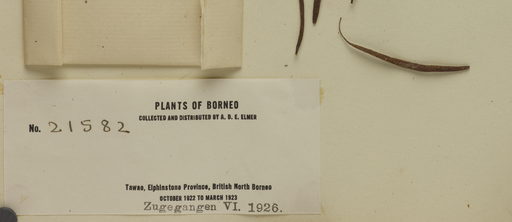 PLANTS OF BORNEO
COLLECTED AND DISTRIBUTED BY A. D. E. ELMER
No. 21582
Tawao, Elphinstone Province, British North Borneo
OCTOBER 1922 TO MARCH 1923
Zugegangen VI. 1926.